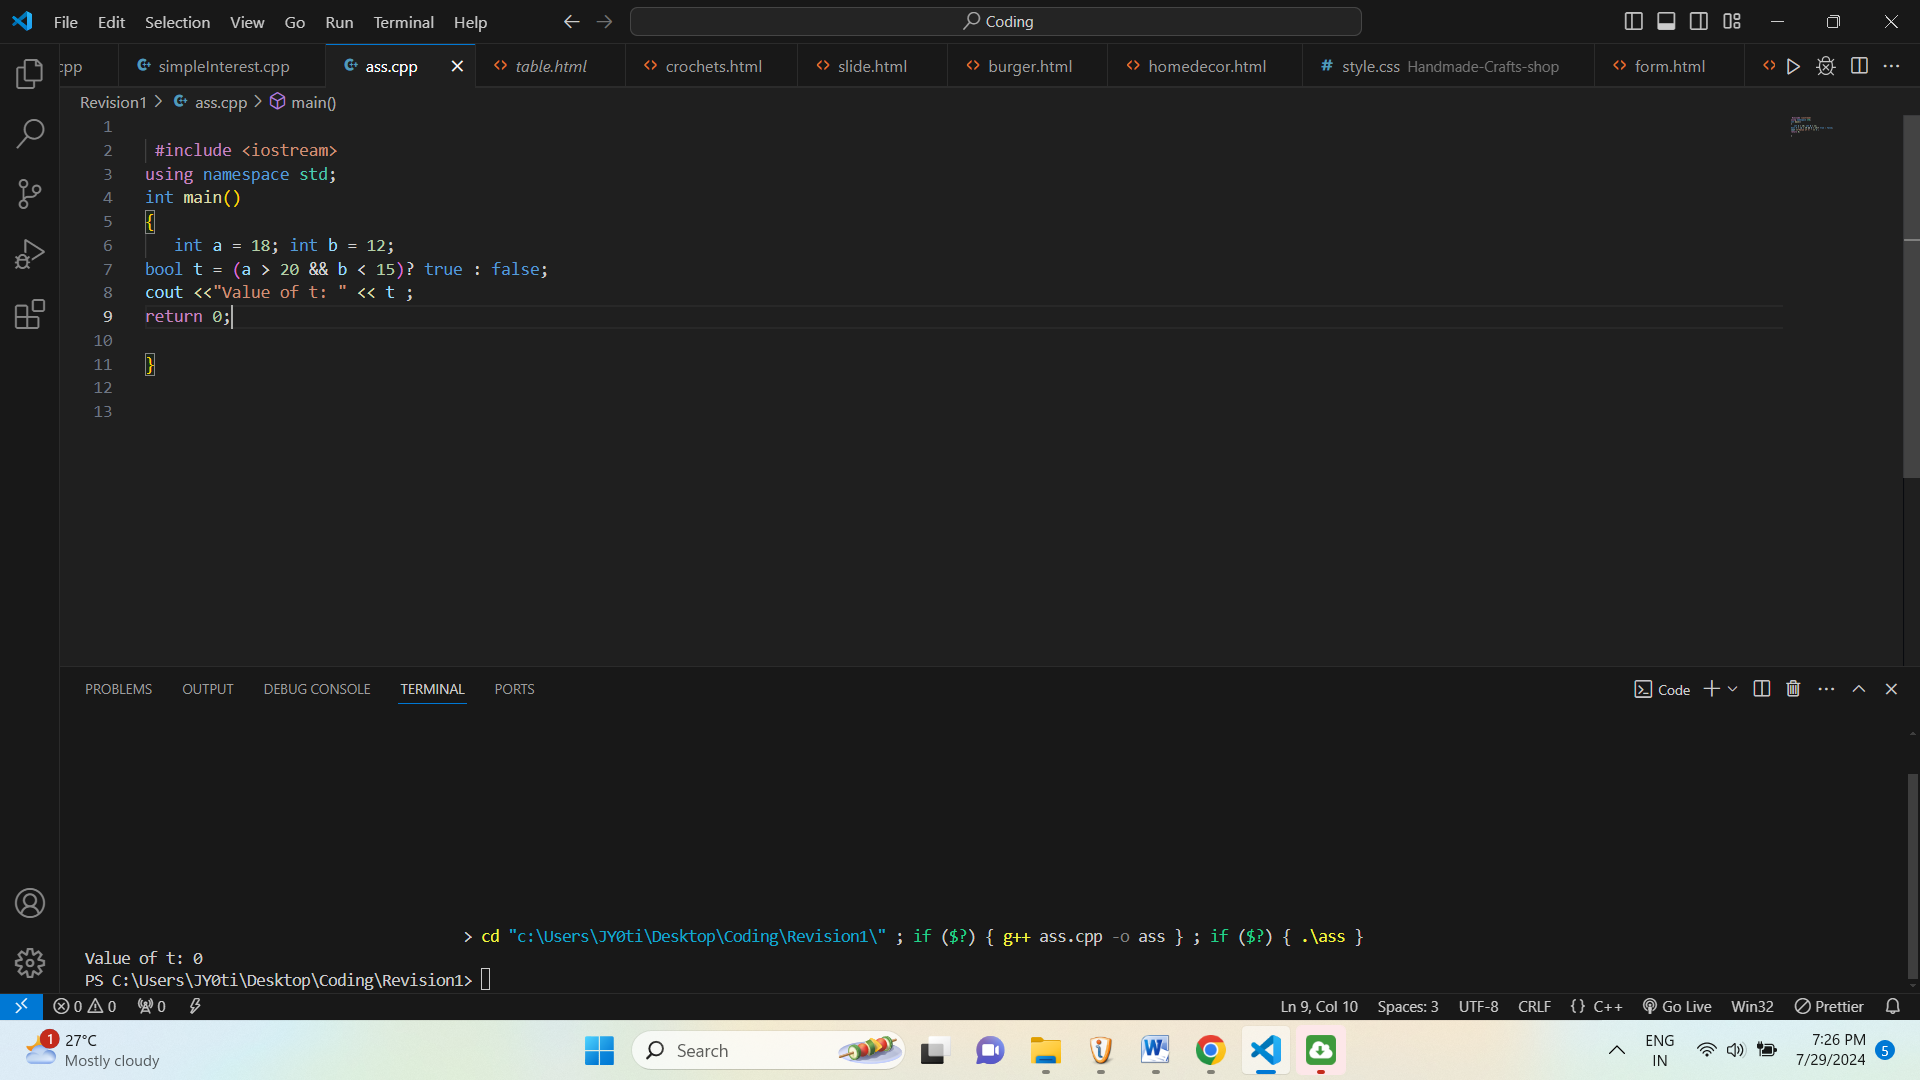 File Edit Selection View Go Run Terminal Help Coding
cpp simpleInterest.cpp ass.cpp table.html crochets.html slide.html burger.html homedecor.html style.css Handmade-Crafts-shop form.html
Revision1 > ass.cpp > main()
1
2 #include <iostream>
3 using namespace std;
4 int main()
5 {
6 int a = 18; int b = 12;
7 bool t = (a > 20 && b < 15)? true : false;
8 cout <<"Value of t: " << t ;
9 return 0;
10
11 }
12
13
PROBLEMS OUTPUT DEBUG CONSOLE TERMINAL PORTS Code
> cd "c:\Users\JY0ti\Desktop\Coding\Revision1\" ; if ($?) { g++ ass.cpp -o ass } ; if ($?) { .\ass }
Value of t: 0
PS C:\Users\JY0ti\Desktop\Coding\Revision1>
0 0 0 Ln 9, Col 10 Spaces: 3 UTF-8 CRLF {} C++ Go Live Win32 Prettier
1 27°C
Mostly cloudy
Search
ENG
IN
7:26 PM
7/29/2024
5